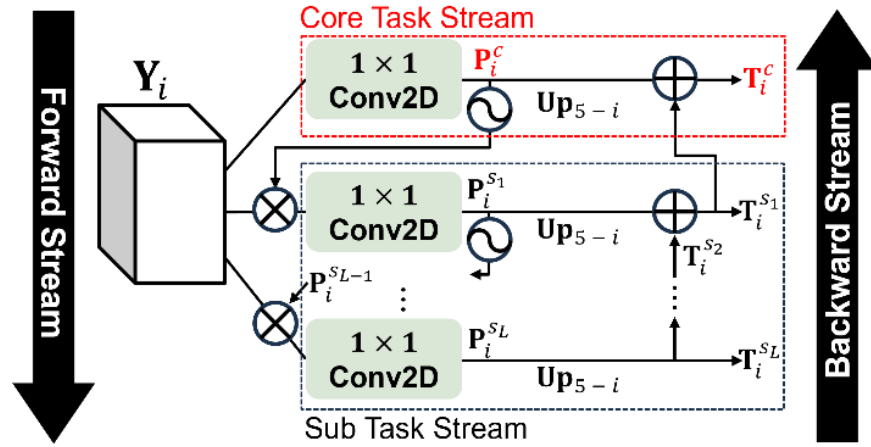 Core Task Stream
Forward Stream
Y_i
1 × 1
Conv2D
P_i^c
Up_{5 - i}
T_i^c
1 × 1
Conv2D
P_i^{s_1}
Up_{5 - i}
T_i^{s_1}
T_i^{s_2}
P_i^{s_{L-1}}
⋮
⋮
1 × 1
Conv2D
P_i^{s_L}
Up_{5 - i}
T_i^{s_L}
Sub Task Stream
Backward Stream